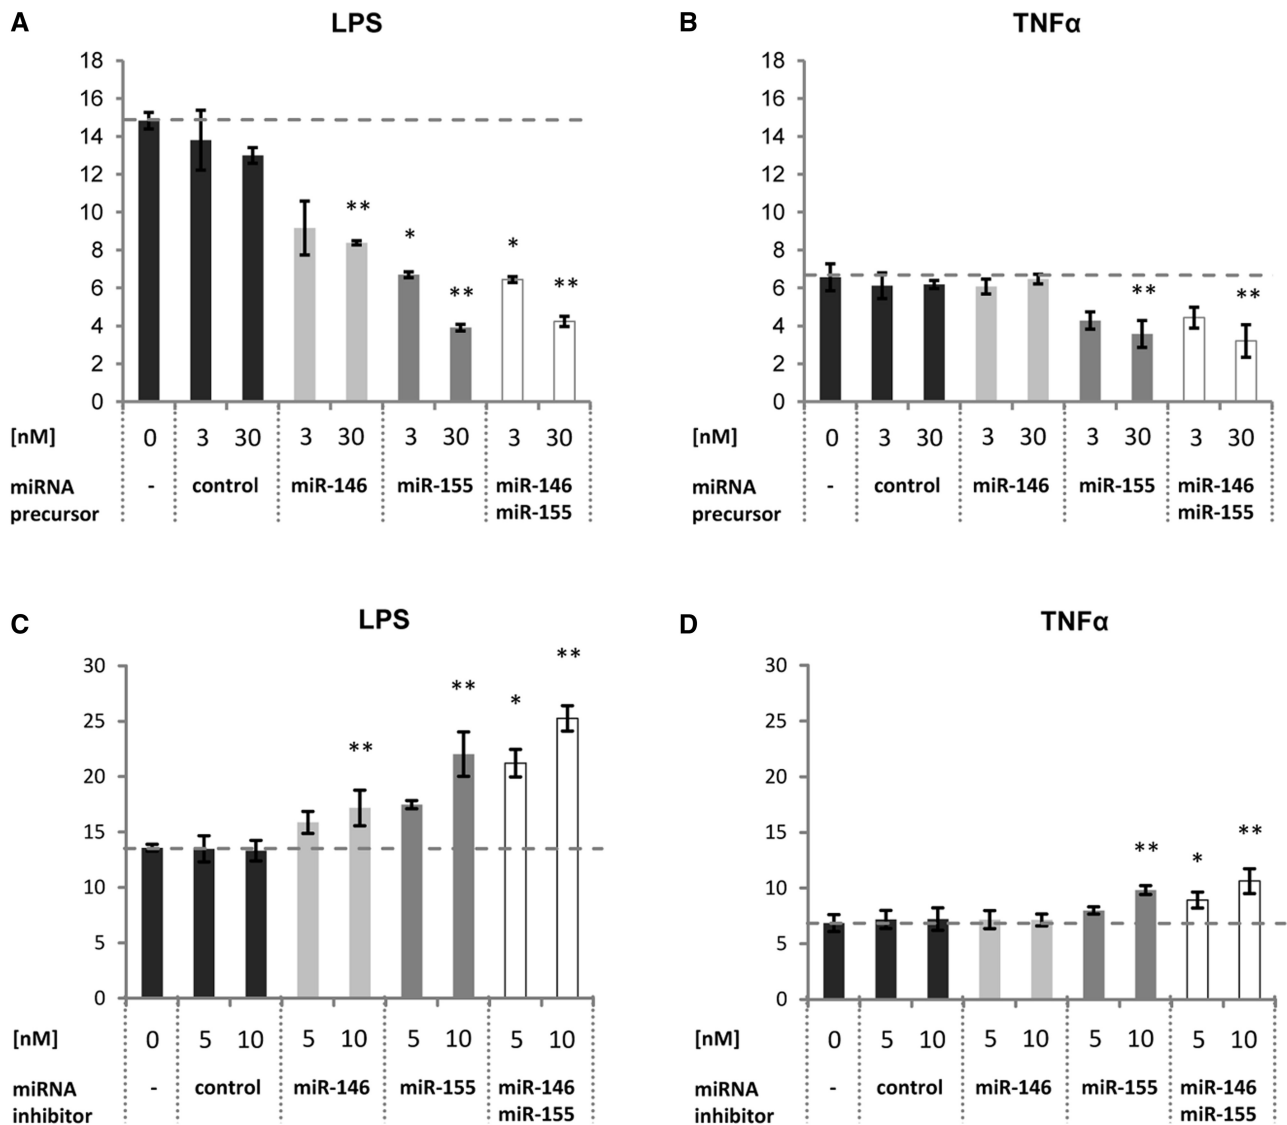 A
LPS
18
16
14
12
10
8
6
4
2
0
** * ** * **
[nM] 0 3 30 3 30 3 30 3 30
miRNA precursor - control miR-146 miR-155 miR-146 miR-155
B
TNFα
18
16
14
12
10
8
6
4
2
0
** **
[nM] 0 3 30 3 30 3 30 3 30
miRNA precursor - control miR-146 miR-155 miR-146 miR-155
C
LPS
30
25
20
15
10
5
0
** ** * **
[nM] 0 5 10 5 10 5 10 5 10
miRNA inhibitor - control miR-146 miR-155 miR-146 miR-155
D
TNFα
30
25
20
15
10
5
0
** * **
[nM] 0 5 10 5 10 5 10 5 10
miRNA inhibitor - control miR-146 miR-155 miR-146 miR-155